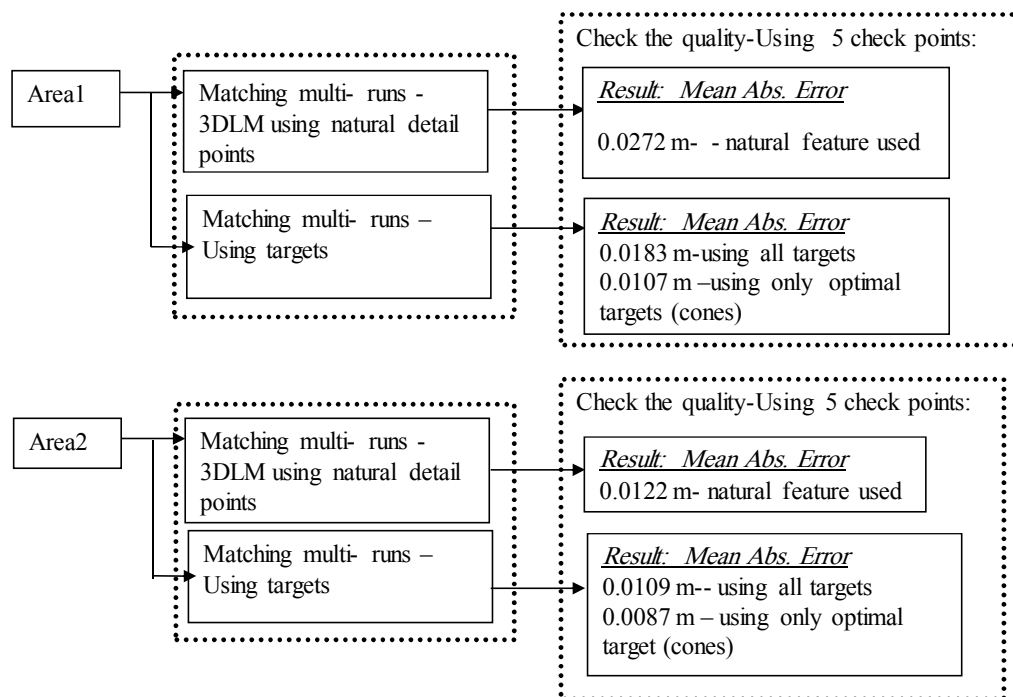 Check the quality-Using 5 check points:
Area1
Matching multi- runs -
3DLM using natural detail
points
Result: Mean Abs. Error
0.0272 m- - natural feature used
Matching multi- runs –
Using targets
Result: Mean Abs. Error
0.0183 m-using all targets
0.0107 m –using only optimal
targets (cones)
Check the quality-Using 5 check points:
Area2
Matching multi- runs -
3DLM using natural detail
points
Result: Mean Abs. Error
0.0122 m- natural feature used
Matching multi- runs –
Using targets
Result: Mean Abs. Error
0.0109 m-- using all targets
0.0087 m – using only optimal
target (cones)